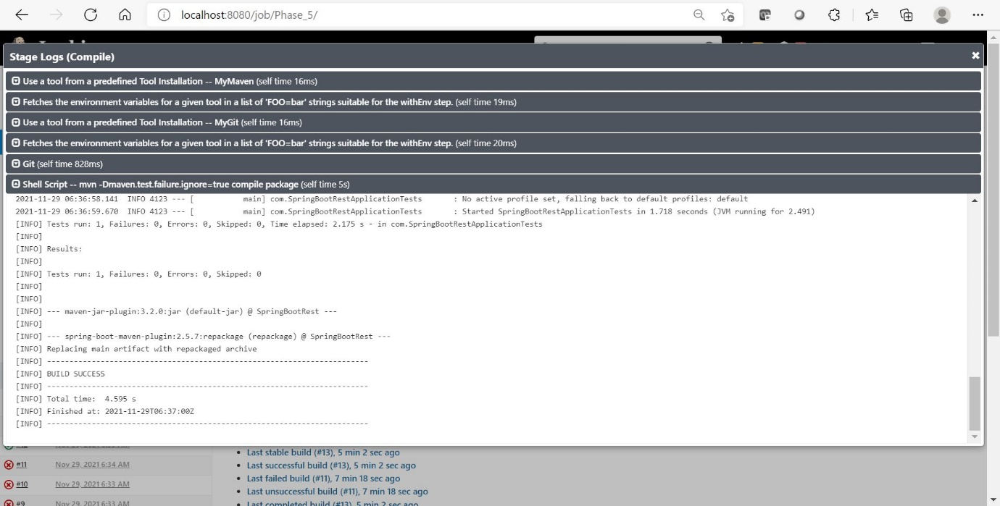 localhost:8080/job/Phase_5/
Stage Logs (Compile)
Use a tool from a predefined Tool Installation -- MyMaven (self time 16ms)
Fetches the environment variables for a given tool in a list of 'FOO=bar' strings suitable for the withEnv step. (self time 19ms)
Use a tool from a predefined Tool Installation -- MyGit (self time 16ms)
Fetches the environment variables for a given tool in a list of 'FOO=bar' strings suitable for the withEnv step. (self time 20ms)
Git (self time 828ms)
Shell Script -- mvn -Dmaven.test.failure.ignore=true compile package (self time 5s)
2021-11-29 06:36:58.141  INFO 4123 --- [           main] com.SpringBootRestApplicationTests       : No active profile set, falling back to default profiles: default
2021-11-29 06:36:59.670  INFO 4123 --- [           main] com.SpringBootRestApplicationTests       : Started SpringBootRestApplicationTests in 1.718 seconds (JVM running for 2.491)
[INFO] Tests run: 1, Failures: 0, Errors: 0, Skipped: 0, Time elapsed: 2.175 s - in com.SpringBootRestApplicationTests
[INFO]
[INFO] Results:
[INFO]
[INFO] Tests run: 1, Failures: 0, Errors: 0, Skipped: 0
[INFO]
[INFO]
[INFO] --- maven-jar-plugin:3.2.0:jar (default-jar) @ SpringBootRest ---
[INFO]
[INFO] --- spring-boot-maven-plugin:2.5.7:repackage (repackage) @ SpringBootRest ---
[INFO] Replacing main artifact with repackaged archive
[INFO] ------------------------------------------------------------------------
[INFO] BUILD SUCCESS
[INFO] ------------------------------------------------------------------------
[INFO] Total time:  4.595 s
[INFO] Finished at: 2021-11-29T06:37:00Z
[INFO] ------------------------------------------------------------------------
#11 Nov 29, 2021 6:34 AM
#10 Nov 29, 2021 6:33 AM
#9 Nov 29, 2021 6:33 AM
Last stable build (#13), 5 min 2 sec ago
Last successful build (#13), 5 min 2 sec ago
Last failed build (#11), 7 min 18 sec ago
Last unsuccessful build (#11), 7 min 18 sec ago
Last completed build (#13), 5 min 2 sec ago